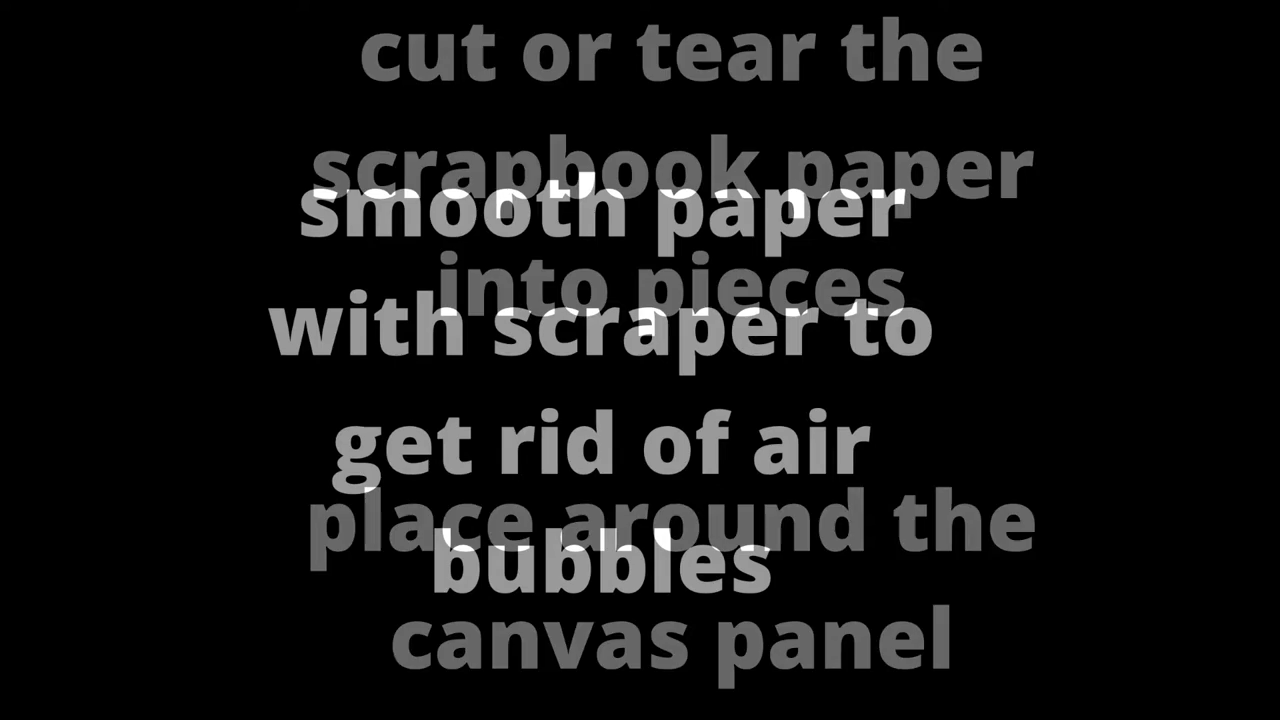 cut or tear the
scrapbook paper
into pieces
place around the
canvas panel
smooth paper
with scraper to
get rid of air
bubbles